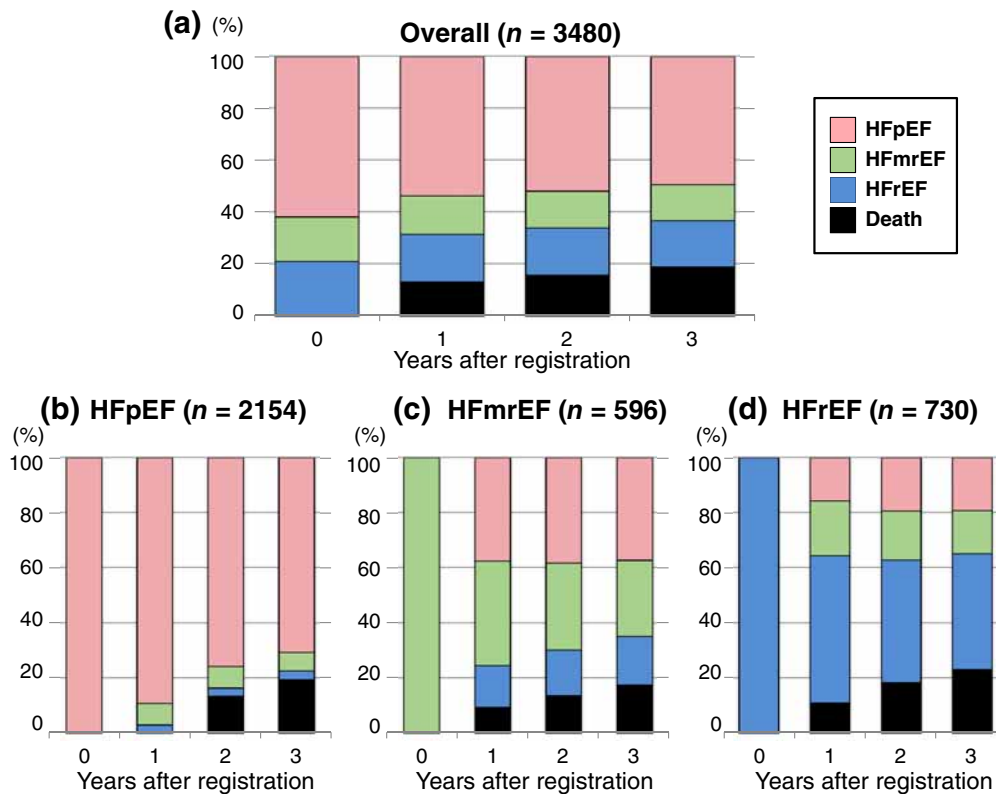 (a) (%) Overall (n = 3480)
100
80
60
40
20
0
0 1 2 3
Years after registration
HFpEF
HFmrEF
HFrEF
Death
(b) HFpEF (n = 2154)
(%)
100
80
60
40
20
0
0 1 2 3
Years after registration
(c) HFmrEF (n = 596)
(%)
100
80
60
40
20
0
0 1 2 3
Years after registration
(d) HFrEF (n = 730)
(%)
100
80
60
40
20
0
0 1 2 3
Years after registration